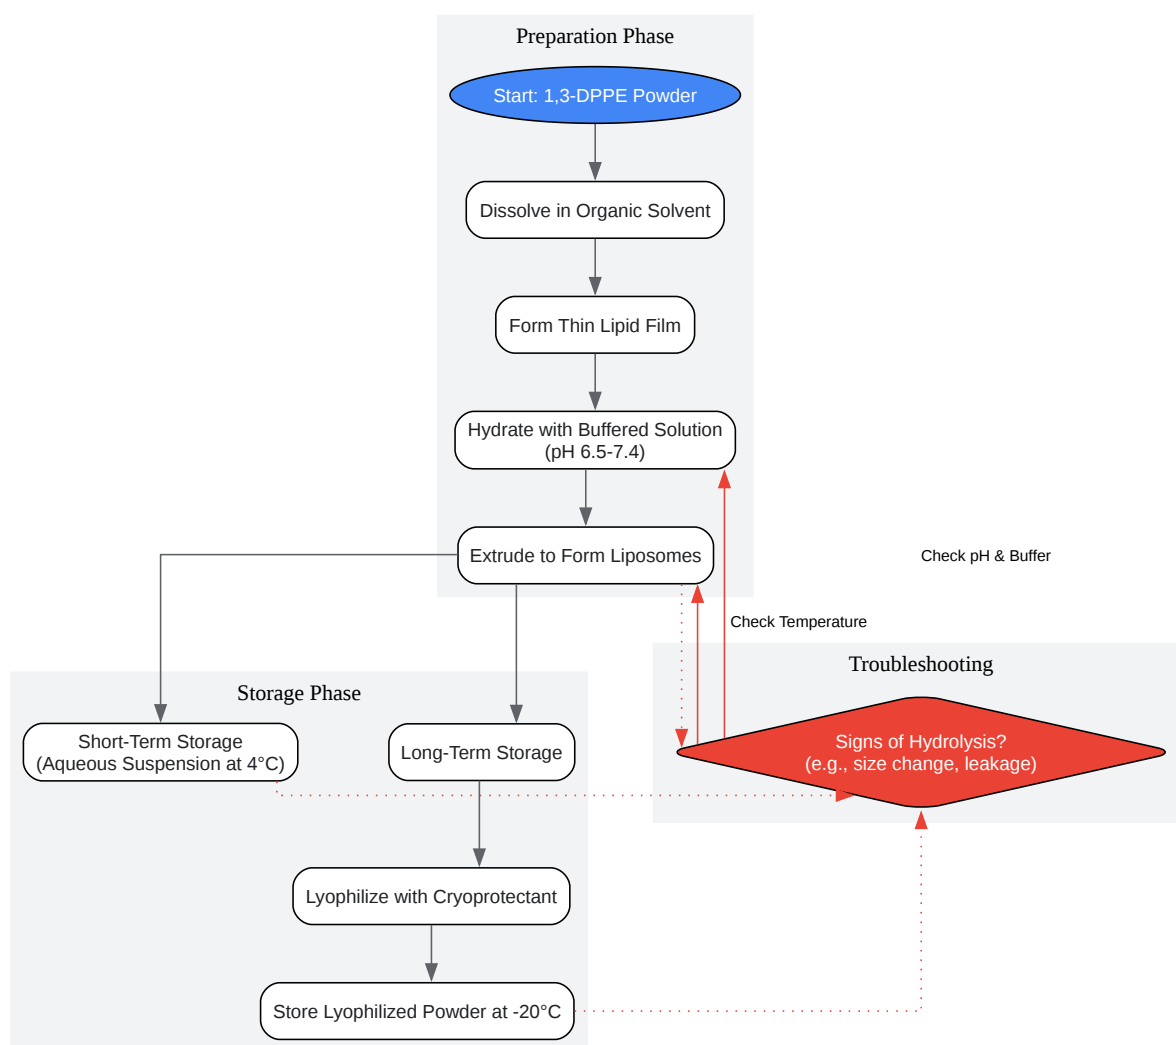 Preparation Phase
Start: 1,3-DPPE Powder
Dissolve in Organic Solvent
Form Thin Lipid Film
Hydrate with Buffered Solution
(pH 6.5-7.4)
Extrude to Form Liposomes
Check pH & Buffer
Check Temperature
Troubleshooting
Signs of Hydrolysis?
(e.g., size change, leakage)
Storage Phase
Short-Term Storage
(Aqueous Suspension at 4°C)
Long-Term Storage
Lyophilize with Cryoprotectant
Store Lyophilized Powder at -20°C